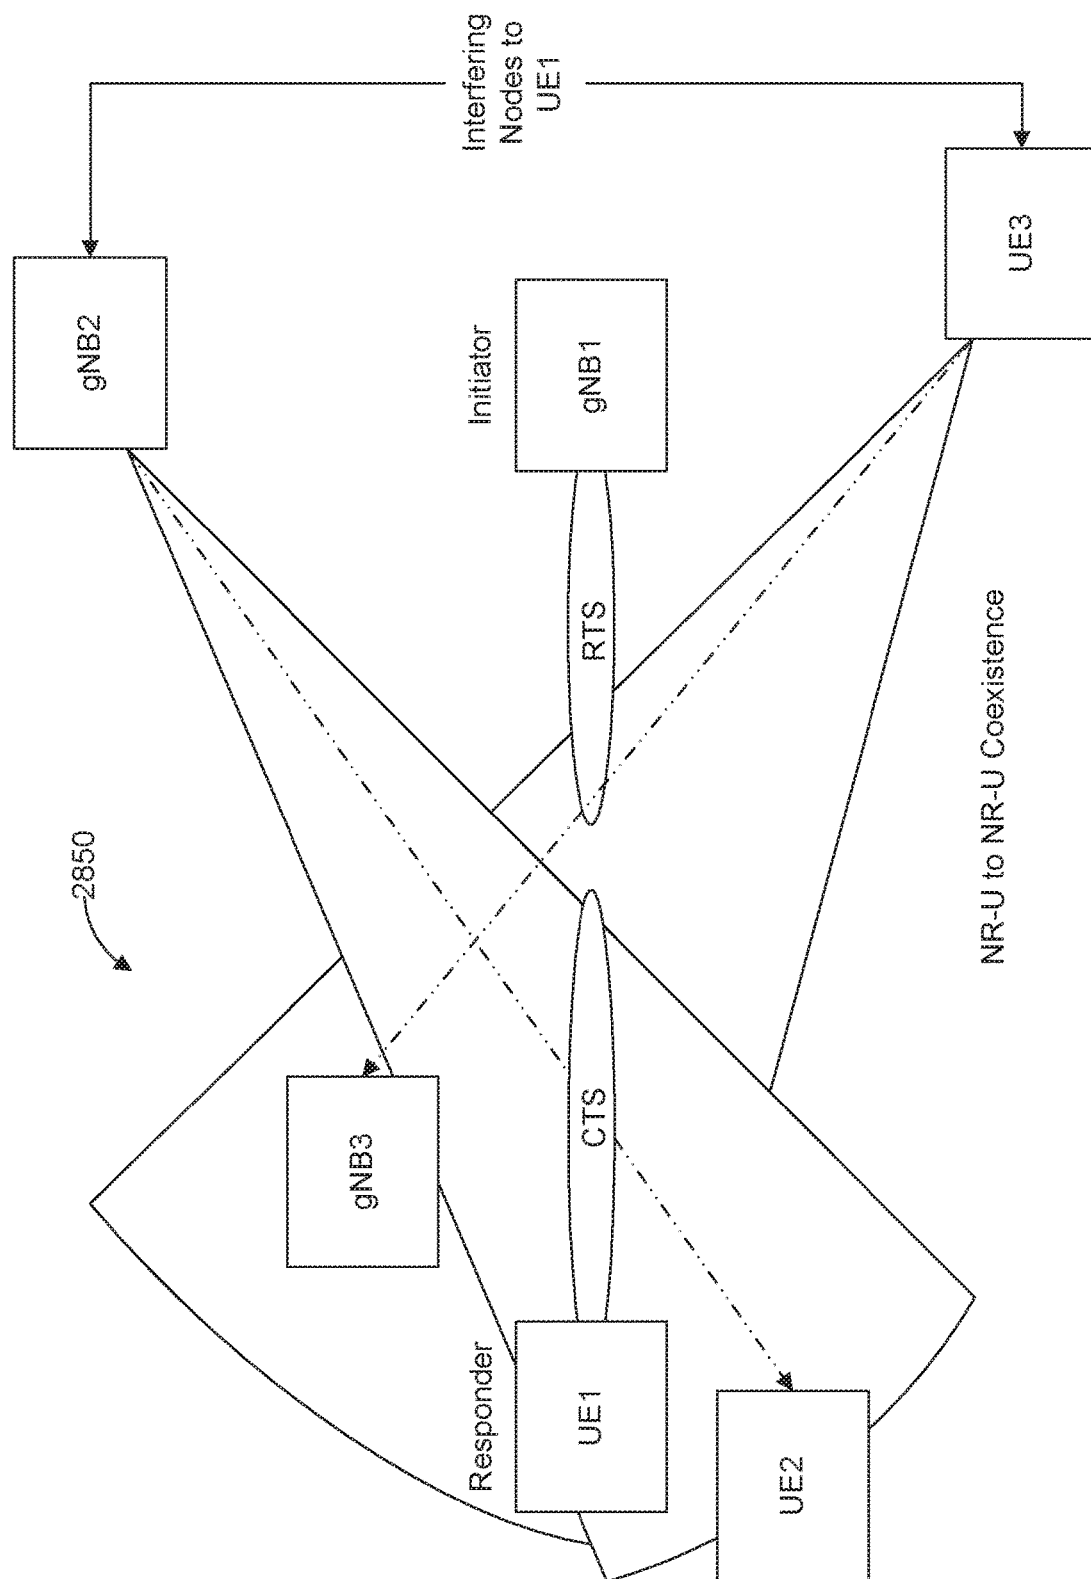 2850
gNB2
gNB3
Responder
Initiator
Interfering
Nodes to
UE1
UE1
CTS
RTS
gNB1
UE2
UE3
NR-U to NR-U Coexistence